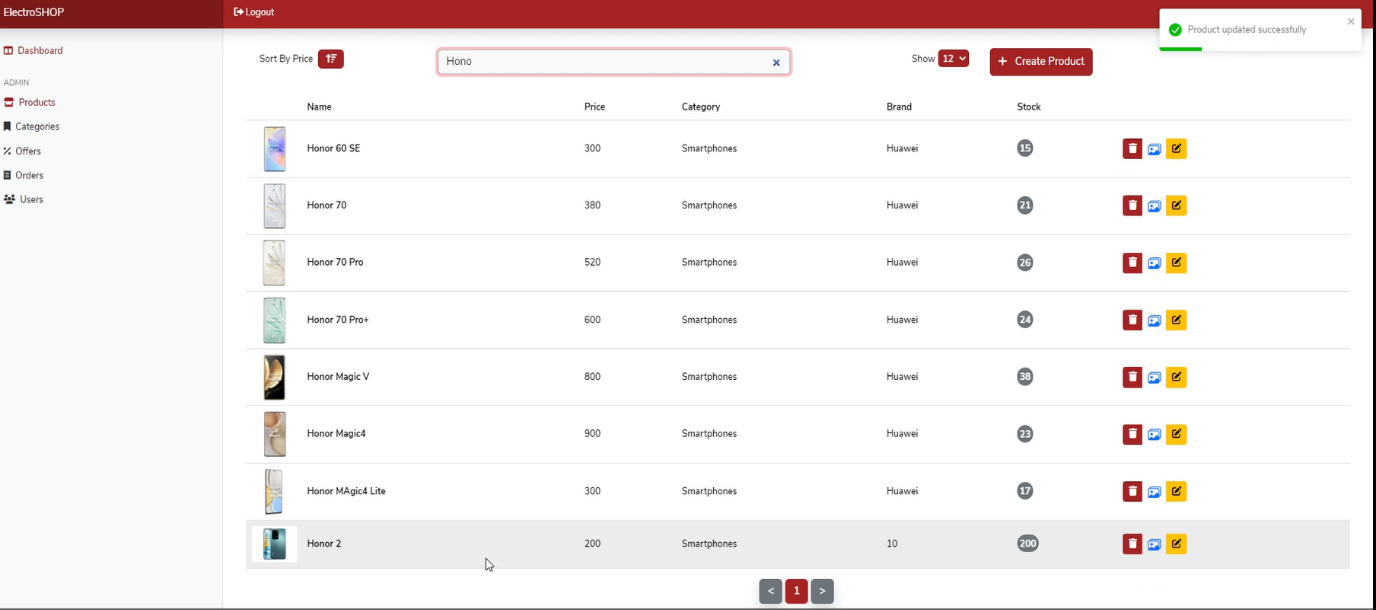 ElectroSHOP
Logout
Product updated successfully
Dashboard
ADMIN
Products
Categories
Offers
Orders
Users
Sort By Price
Hono
Show 12
+ Create Product
Name Price Category Brand Stock
Honor 60 SE 300 Smartphones Huawei 15
Honor 70 380 Smartphones Huawei 21
Honor 70 Pro 520 Smartphones Huawei 26
Honor 70 Pro+ 600 Smartphones Huawei 24
Honor Magic V 800 Smartphones Huawei 38
Honor Magic4 900 Smartphones Huawei 23
Honor MAgic4 Lite 300 Smartphones Huawei 17
Honor 2 200 Smartphones 10 200
< 1 >